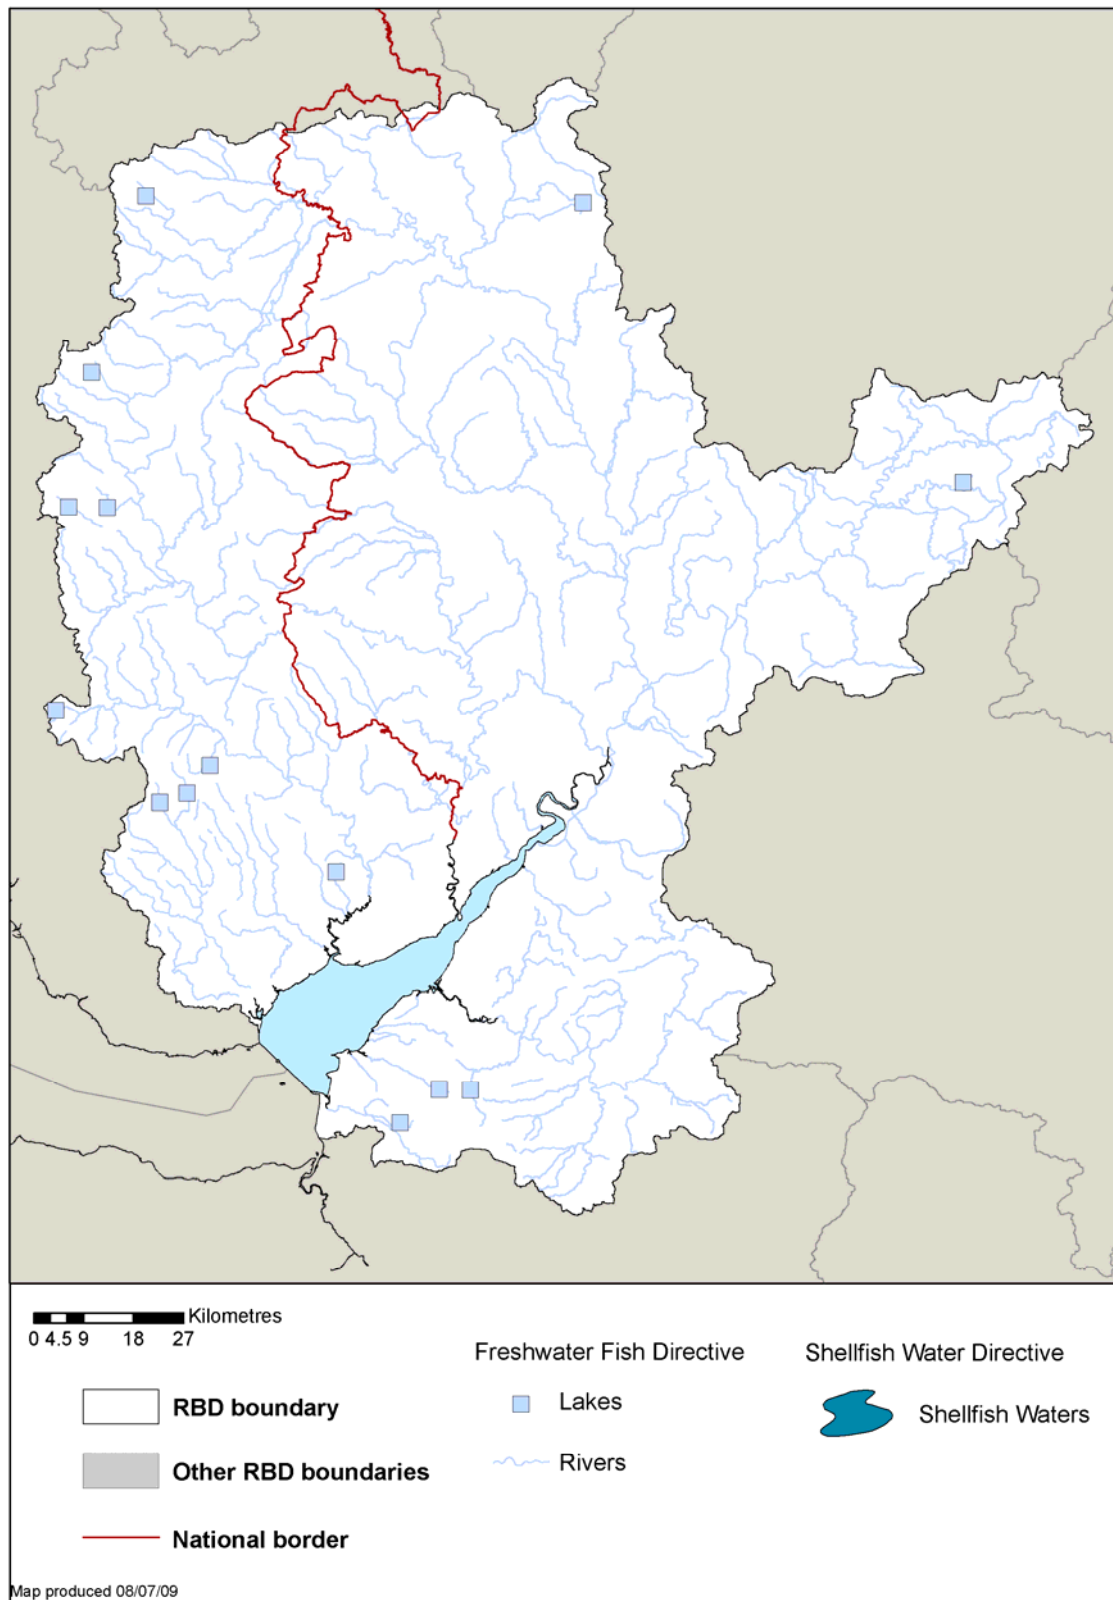 Kilometres
0 4.5 9 18 27
Freshwater Fish Directive
Shellfish Water Directive
RBD boundary
Lakes
Shellfish Waters
Other RBD boundaries
Rivers
National border
Map produced 08/07/09